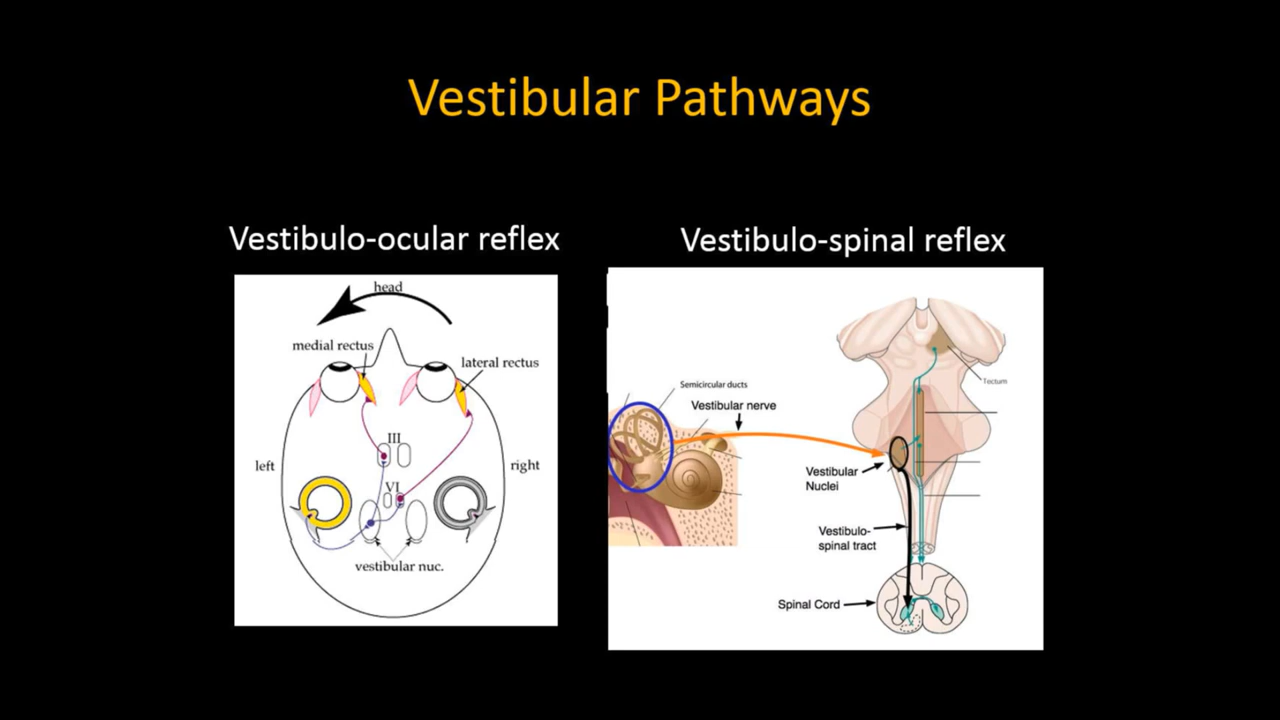 Vestibular Pathways
Vestibulo-ocular reflex
head
medial rectus
lateral rectus
III
left
right
VI
vestibular nuc.
Vestibulo-spinal reflex
Semicircular ducts
Vestibular nerve
Tectum
Vestibular
Nuclei
Vestibulo-
spinal tract
Spinal Cord